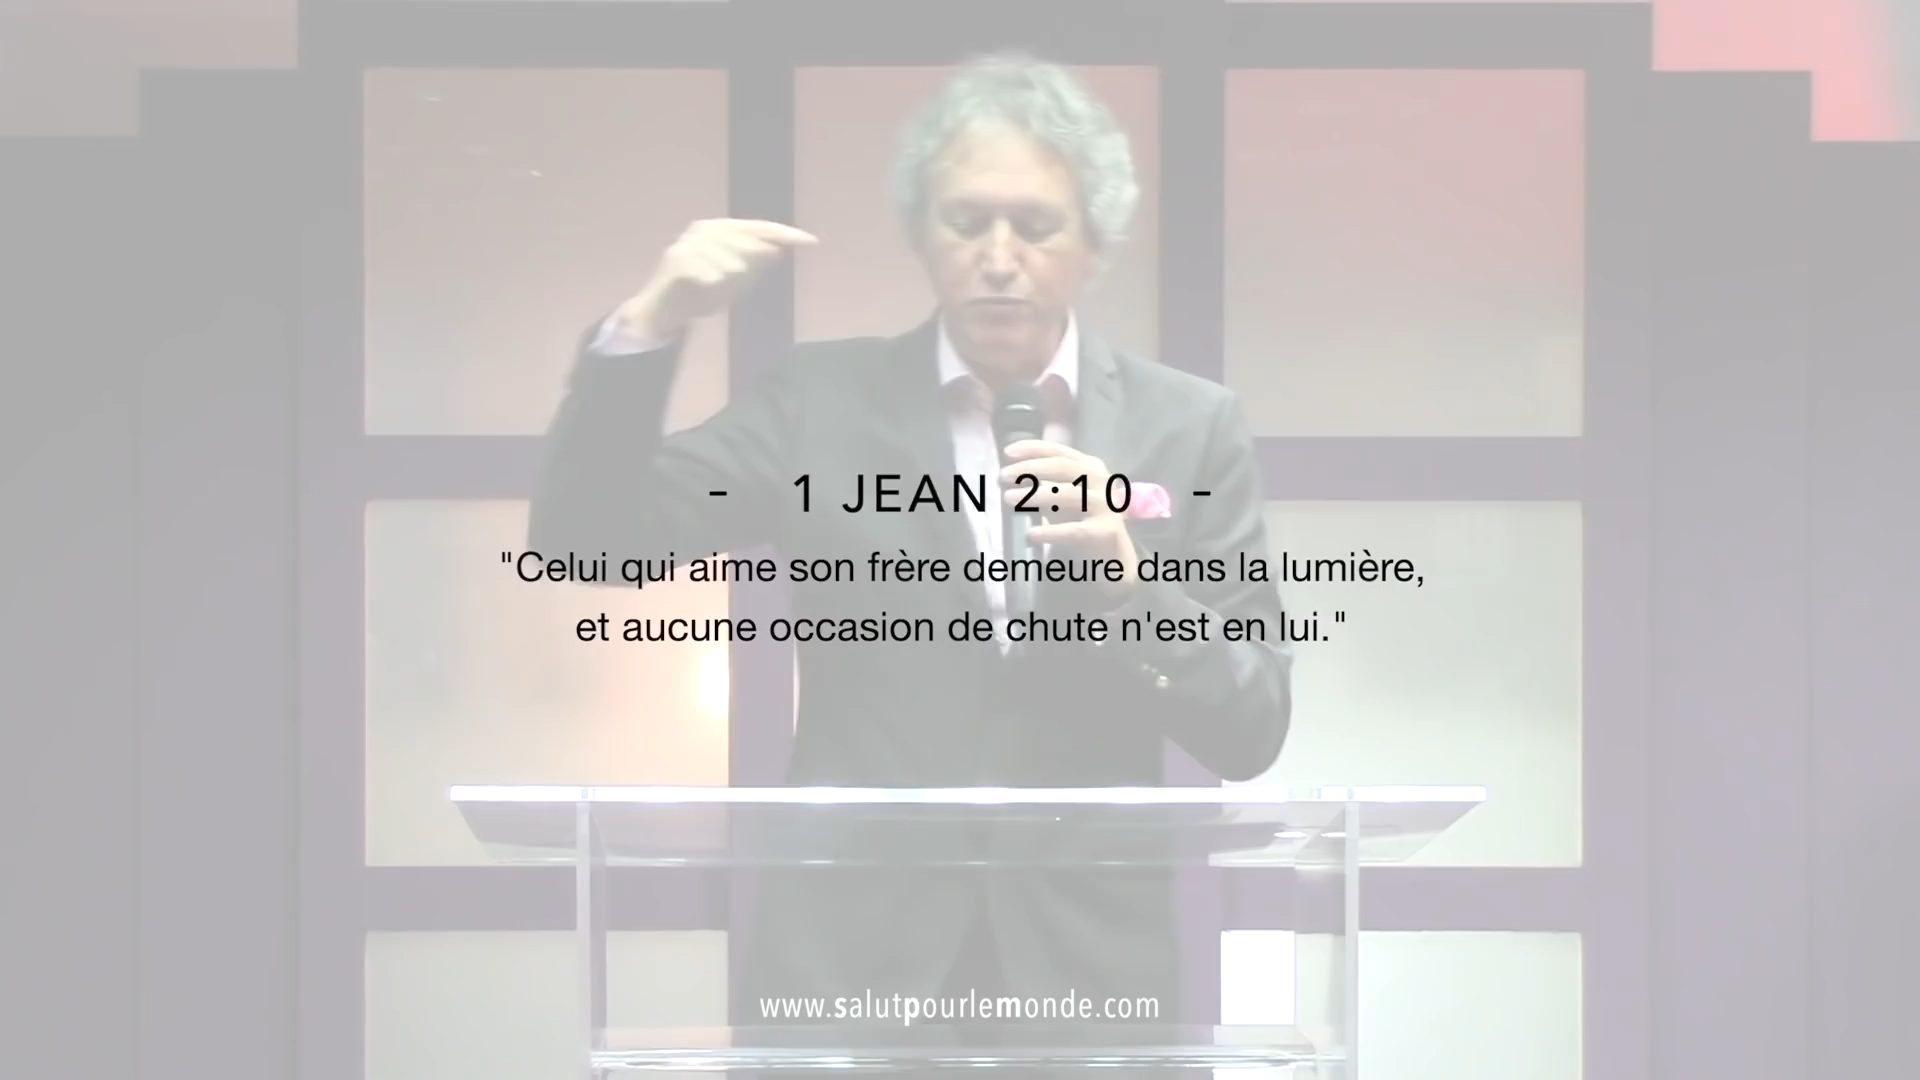 - 1 JEAN 2:10 -
"Celui qui aime son frère demeure dans la lumière,
et aucune occasion de chute n'est en lui."
www.salutpourlemonde.com